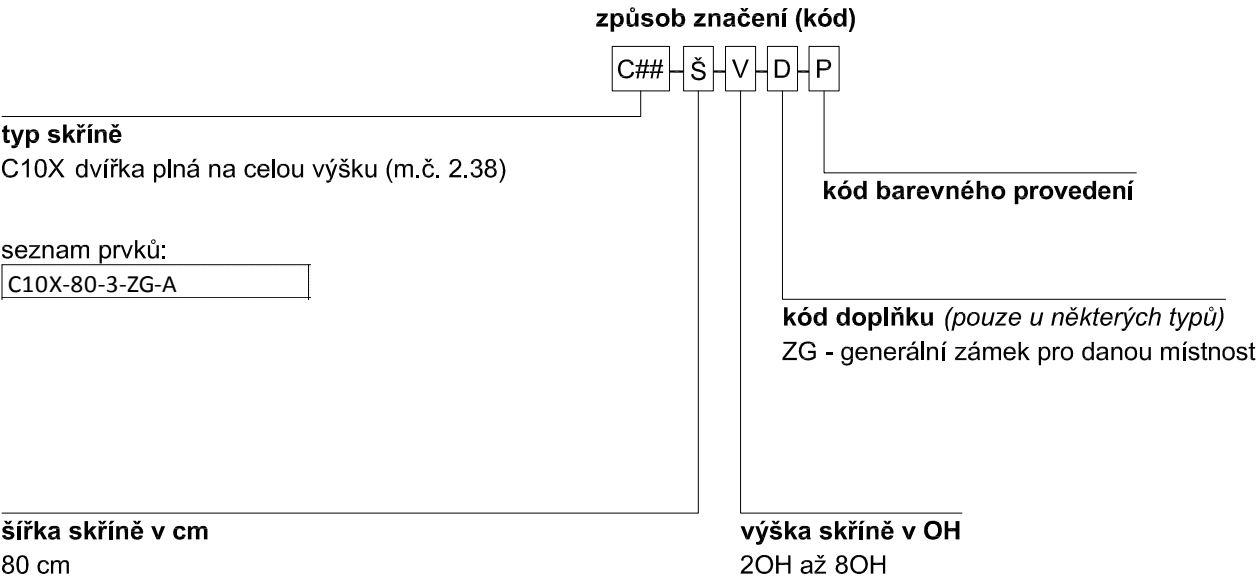 způsob značení (kód)
C## Š V D P
typ skříně
C10X dvířka plná na celou výšku (m.č. 2.38)
kód barevného provedení
seznam prvků:
C10X-80-3-ZG-A
kód doplňku (pouze u některých typů)
ZG - generální zámek pro danou místnost
šířka skříně v cm
80 cm
výška skříně v OH
2OH až 8OH